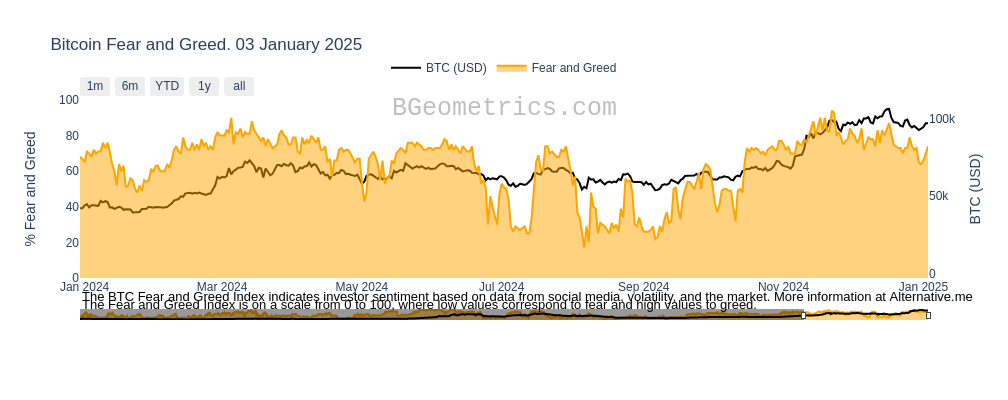 Bitcoin Fear and Greed. 03 January 2025
BTC (USD) Fear and Greed
1m 6m YTD 1y all
BGeometrics.com
100
80
60
40
20
0
% Fear and Greed
100k
50k
0
BTC (USD)
Jan 2024 Mar 2024 May 2024 Jul 2024 Sep 2024 Nov 2024 Jan 2025
The BTC Fear and Greed Index indicates investor sentiment based on data from social media, volatility, and the market. More information at Alternative.me
The Fear and Greed Index is on a scale from 0 to 100, where low values correspond to fear and high values to greed.